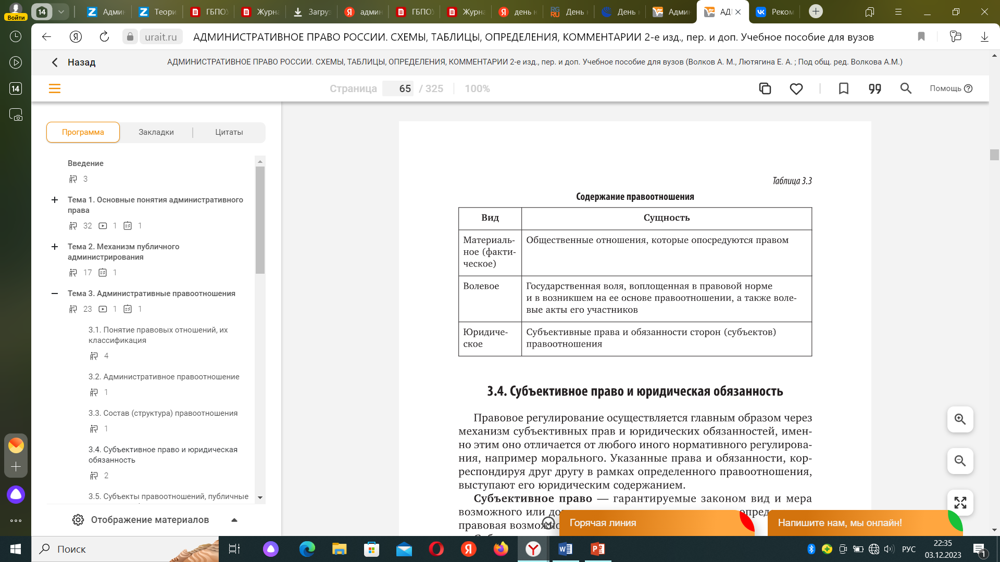 Войти
14
Админ
Теори
ГБПОУ
Журна
Загруз
админ
ГБПОУ
Журна
день н
День н
День н
Админ
АДМ
Реком
urait.ru
АДМИНИСТРАТИВНОЕ ПРАВО РОССИИ. СХЕМЫ, ТАБЛИЦЫ, ОПРЕДЕЛЕНИЯ, КОММЕНТАРИИ 2-е изд., пер. и доп. Учебное пособие для вузов
Назад
АДМИНИСТРАТИВНОЕ ПРАВО РОССИИ. СХЕМЫ, ТАБЛИЦЫ, ОПРЕДЕЛЕНИЯ, КОММЕНТАРИИ 2-е изд., пер. и доп. Учебное пособие для вузов (Волков А. М., Лютягина Е. А. ; Под общ. ред. Волкова А.М.)
14
Страница 65 / 325 100%
Помощь
Программа
Закладки
Цитаты
Введение
3
Тема 1. Основные понятия административного
права
32 1 1
Тема 2. Механизм публичного
администрирования
17 1
Тема 3. Административные правоотношения
23 1 1
3.1. Понятие правовых отношений, их
классификация
4
3.2. Административное правоотношение
1
3.3. Состав (структура) правоотношения
1
3.4. Субъективное право и юридическая
обязанность
2
3.5. Субъекты правоотношений, публичные
Отображение материалов
Таблица 3.3
Содержание правоотношения
Вид
Сущность
Материаль-
ное (факти-
ческое)
Общественные отношения, которые опосредуются правом
Волевое
Государственная воля, воплощенная в правовой норме
и в возникшем на ее основе правоотношении, а также воле-
вые акты его участников
Юридиче-
ское
Субъективные права и обязанности сторон (субъектов)
правоотношения
3.4. Субъективное право и юридическая обязанность
Правовое регулирование осуществляется главным образом через
механизм субъективных прав и юридических обязанностей, имен-
но этим оно отличается от любого иного нормативного регулирова-
ния, например морального. Указанные права и обязанности, кор-
респондируя друг другу в рамках определенного правоотношения,
выступают его юридическим содержанием.
Субъективное право — гарантируемые законом вид и мера
возможного или до
правовая возможно
Горячая линия
Напишите нам, мы онлайн!
Поиск
РУС
22:35
03.12.2023
1